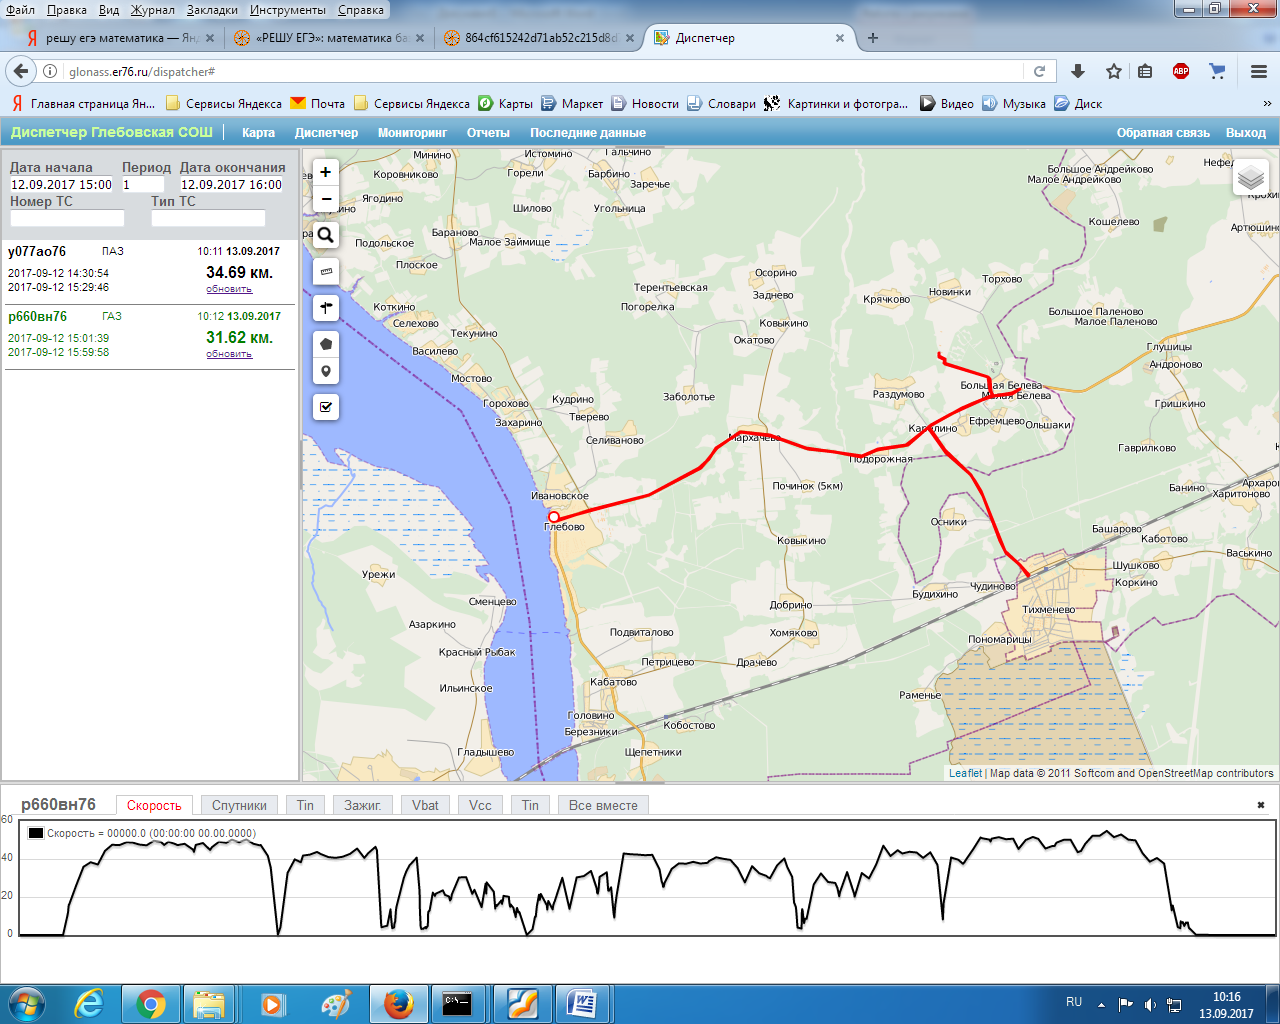 Файл Правка Вид Журнал Закладки Инструменты Справка
решу егэ математика — Ян
«РЕШУ ЕГЭ»: математика ба
864cf615242d71ab52c215d8d
Диспетчер
glonass.er76.ru/dispatcher#
Главная страница Ян... Сервисы Яндекса Почта Сервисы Яндекса Карты Маркет Новости Словари Картинки и фотогра... Видео Музыка Диск
Диспетчер Глебовская СОШ Карта Диспетчер Мониторинг Отчеты Последние данные Обратная связь Выход
Дата начала Период Дата окончания
12.09.2017 15:00 1 12.09.2017 16:00
Номер ТС Тип ТС
у077ао76 ПАЗ 10:11 13.09.2017
2017-09-12 14:30:54 34.69 км.
2017-09-12 15:29:46 обновить
р660вн76 ГАЗ 10:12 13.09.2017
2017-09-12 15:01:39 31.62 км.
2017-09-12 15:59:58 обновить
Минино
Истомино
Гальчино
Коровниково
Горели
Барбино
Заречье
Ягодино
Шилово
Угольница
Бараново
Подольское
Малое Займище
Плоское
Большое Андрейково
Малое Андрейково
Нефед
Кошелево
Артюшино
Осорино
Терентьевская
Заднево
Погорелка
Крячково
Новинки
Торхово
Коткино
Селехово
Текунино
Ковыкино
Окатово
Большое Паленово
Малое Паленово
Василево
Глушицы
Андроново
Мостово
Большая Белева
Малая Белева
Горохово
Кудрино
Заболотье
Раздумово
Гришкино
Захарино
Тверево
Ефремцево
Ольшаки
Селиваново
Мархачево
Карелино
Гаврилково
Подорожная
Ивановское
Починок (5км)
Банино
Харитоново
Глебово
Осники
Башарово
Каботово
Ковыкино
Васькино
Урежи
Чудиново
Шушково
Коркино
Сменцево
Добрино
Будихино
Тихменево
Азаркино
Подвиталово
Хомяково
Пономарицы
Красный Рыбак
Петрицево
Драчево
Ильинское
Кабатово
Раменье
Головино
Кобостово
Березники
Гладышево
Щепетники
Leaflet | Map data © 2011 Softcom and OpenStreetMap contributors
р660вн76 Скорость Спутники Tin Зажиг. Vbat Vcc Tin Все вместе
60
Скорость = 00000.0 (00:00:00 00.00.0000)
40
20
0
RU 10:16
13.09.2017